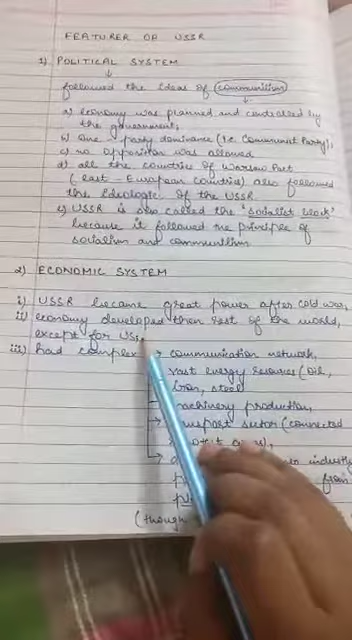 FEATURER OF USSR
1) POLITICAL SYSTEM
↓
followed the Ideas of communism
↓
a) economy was planned and controlled by
the government,
b) one-party dominance (i.e. Communist Party),
c) no opposition was allowed
d) all the countries of Warsaw Pact
(east-European Countries) also followed
the Ideologie of the USSR.
e) USSR is also called the 'Socialist block'
because it followed the principle of
socialism and communism
2) ECONOMIC SYSTEM
i) USSR became great power after cold war,
ii) economy developed then rest of the world,
except for US
iii) had complex → communication network,
vast energy resources (oil,
Iron, steel
machinery production,
transport sector (connected
industry
from
(though